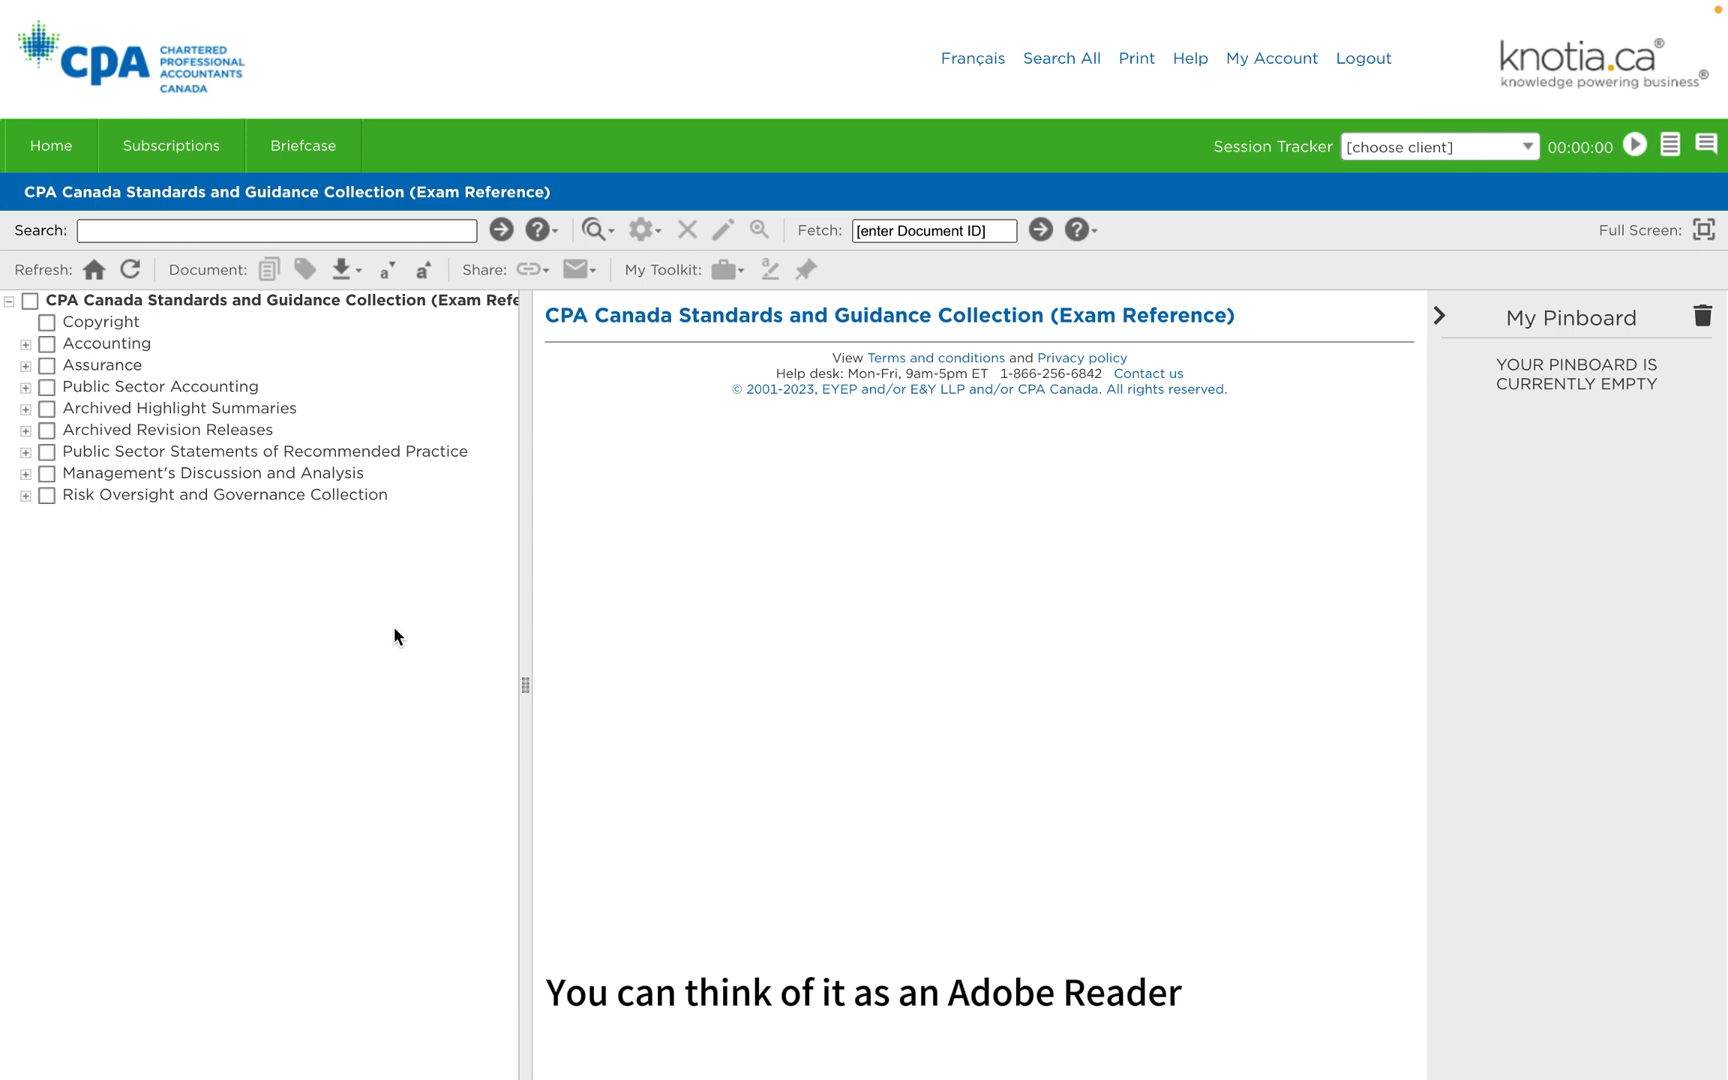 CPA CHARTERED
PROFESSIONAL
ACCOUNTANTS
CANADA
Français Search All Print Help My Account Logout
knotia.ca®
knowledge powering business®
Home Subscriptions Briefcase
Session Tracker [choose client] 00:00:00
CPA Canada Standards and Guidance Collection (Exam Reference)
Search: Fetch: [enter Document ID] Full Screen:
Refresh: Document: a a Share: My Toolkit: a
CPA Canada Standards and Guidance Collection (Exam Refe
Copyright
Accounting
Assurance
Public Sector Accounting
Archived Highlight Summaries
Archived Revision Releases
Public Sector Statements of Recommended Practice
Management's Discussion and Analysis
Risk Oversight and Governance Collection
CPA Canada Standards and Guidance Collection (Exam Reference)
View Terms and conditions and Privacy policy
Help desk: Mon-Fri, 9am-5pm ET 1-866-256-6842 Contact us
© 2001-2023, EYEP and/or E&Y LLP and/or CPA Canada. All rights reserved.
My Pinboard
YOUR PINBOARD IS
CURRENTLY EMPTY
You can think of it as an Adobe Reader